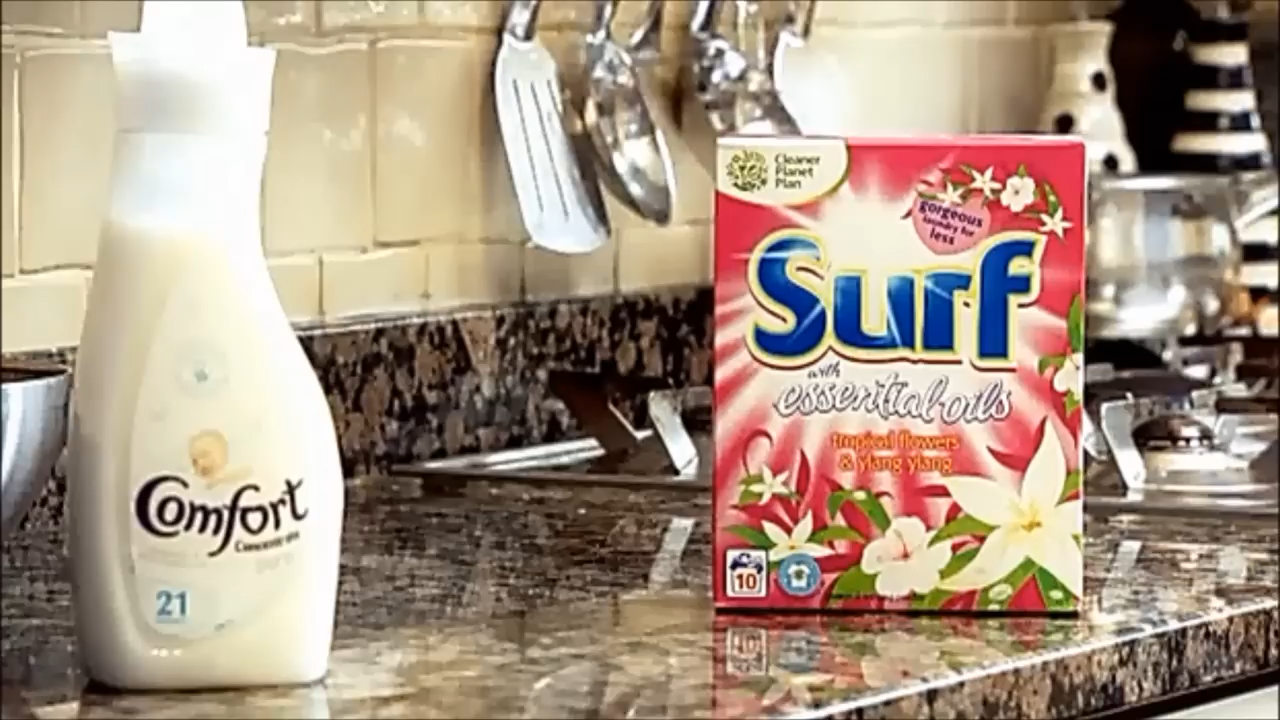 Comfort
21
Cleaner
Planet
Plan
gorgeous
laundry for
less
Surf
with
essential oils
tropical flowers
& ylang ylang
10